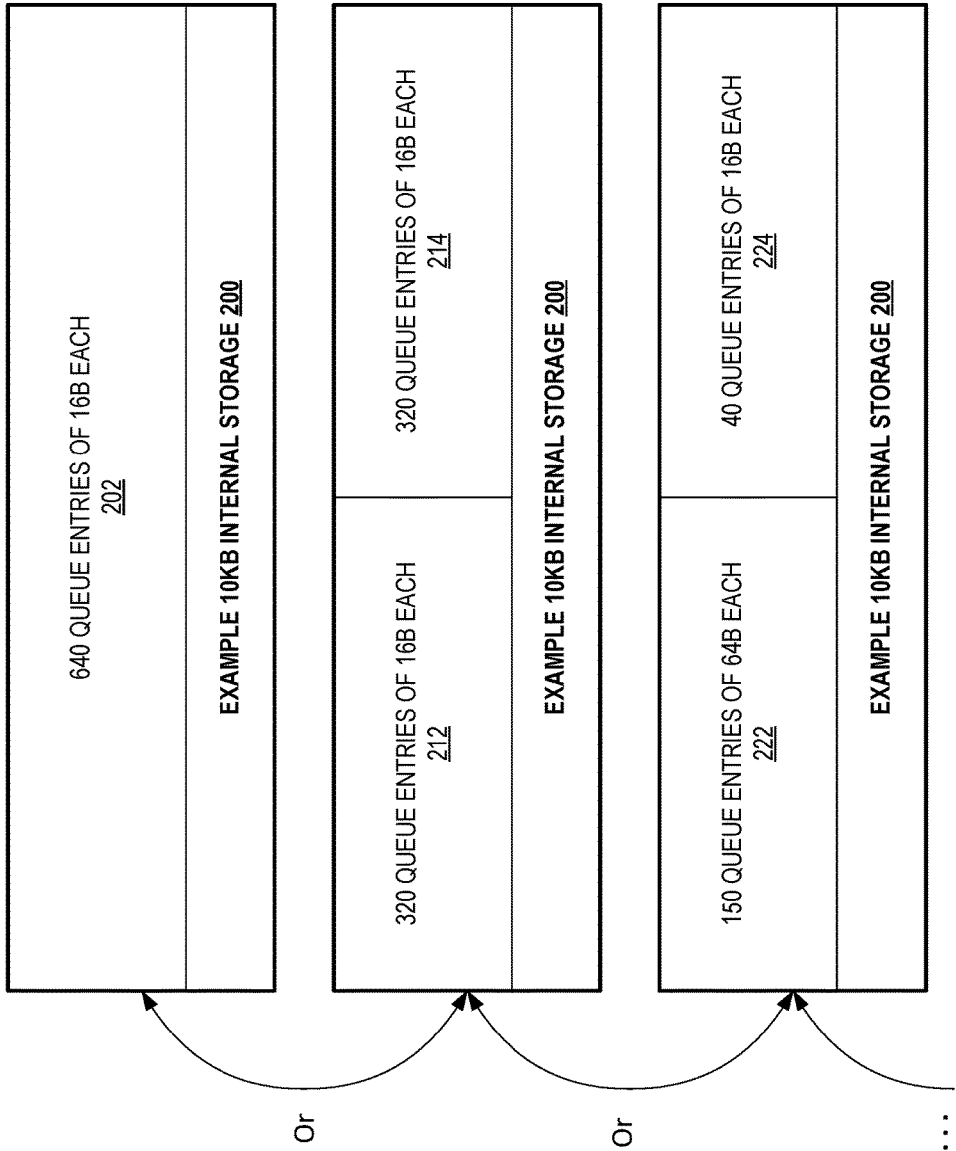 640 QUEUE ENTRIES OF 16B EACH
202
EXAMPLE 10KB INTERNAL STORAGE 200
Or
320 QUEUE ENTRIES OF 16B EACH
212
320 QUEUE ENTRIES OF 16B EACH
214
EXAMPLE 10KB INTERNAL STORAGE 200
Or
150 QUEUE ENTRIES OF 64B EACH
222
40 QUEUE ENTRIES OF 16B EACH
224
EXAMPLE 10KB INTERNAL STORAGE 200
...